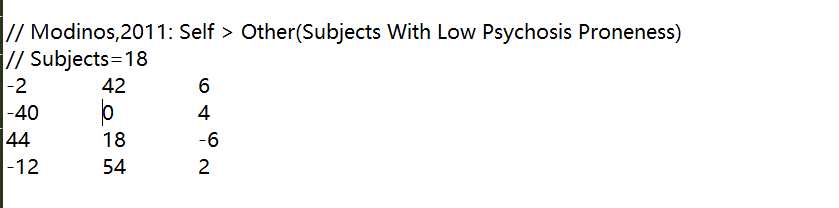 // Modinos,2011: Self > Other(Subjects With Low Psychosis Proneness)
// Subjects=18
-2 42 6
-40 0 4
44 18 -6
-12 54 2